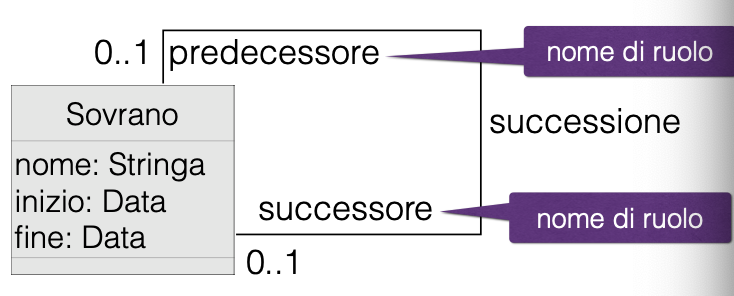 0..1 predecessore
nome di ruolo
Sovrano
successione
nome: Stringa
inizio: Data
fine: Data
successore
nome di ruolo
0..1